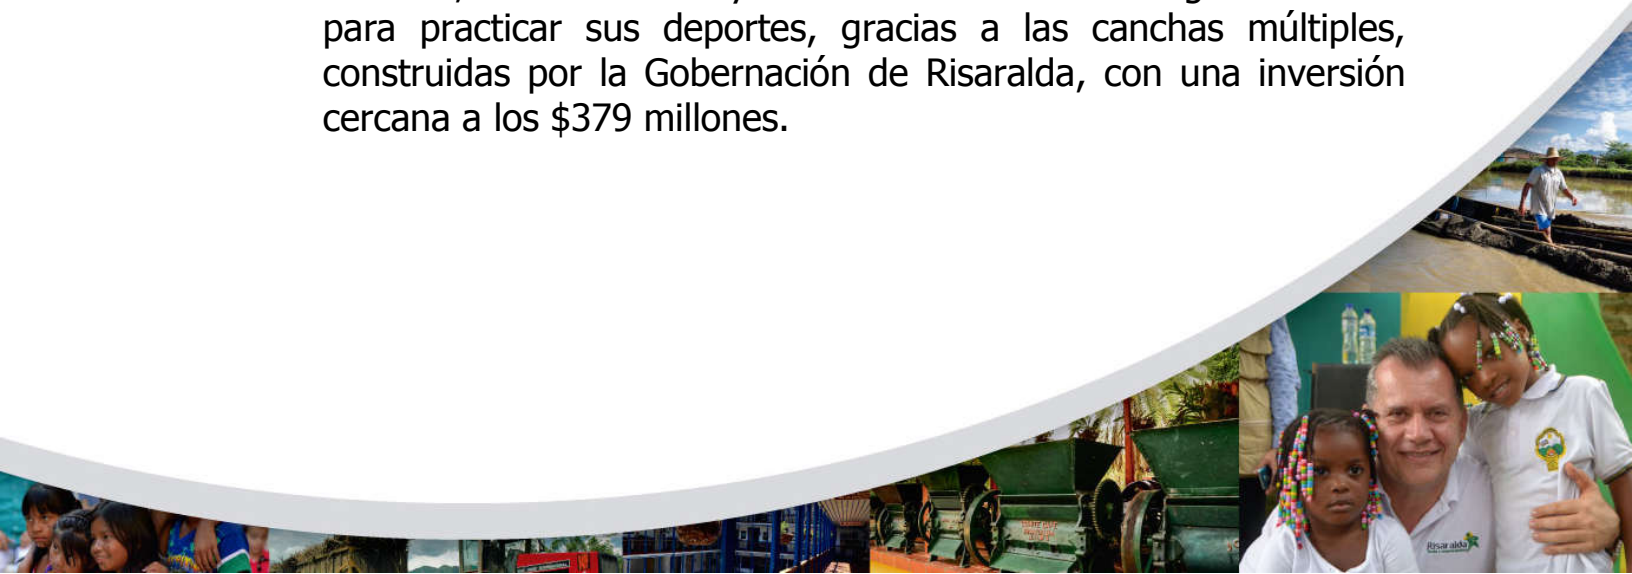 para practicar sus deportes, gracias a las canchas múltiples,
construidas por la Gobernación de Risaralda, con una inversión
cercana a los $379 millones.
Risaralda